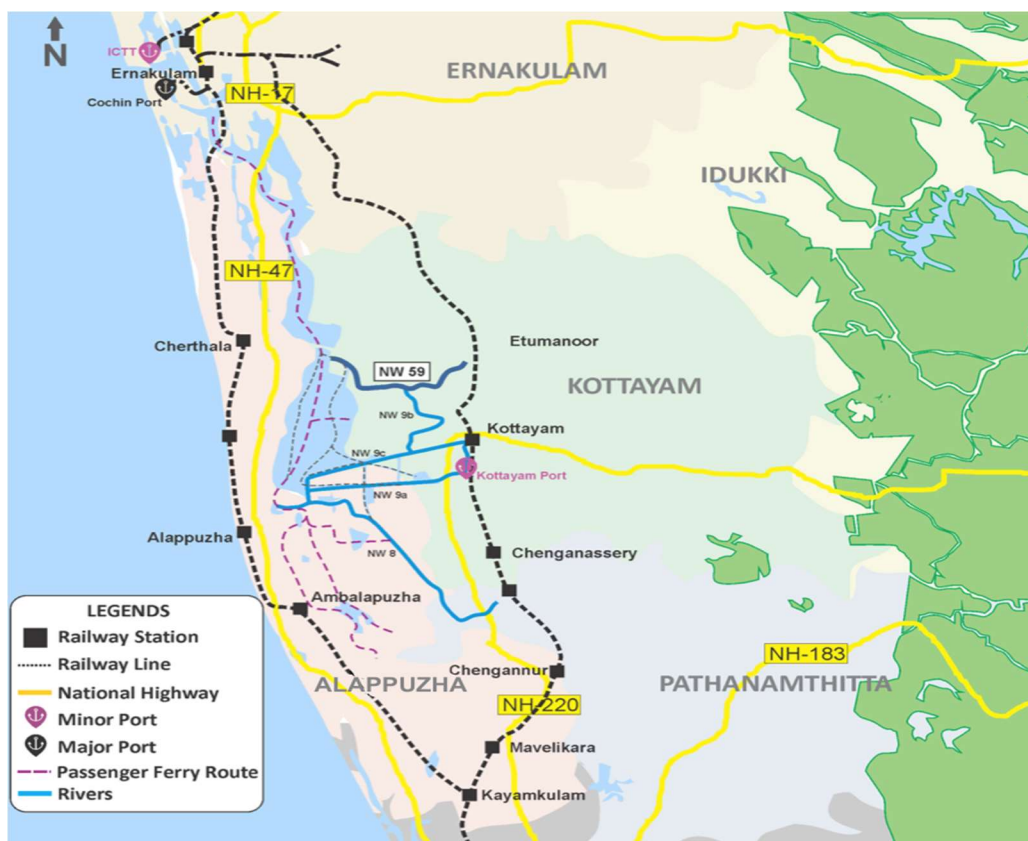 N
ICTT
Ernakulam
Cochin Port
NH-17
ERNAKULAM
IDUKKI
NH-47
Cherthala
Etumanoor
NW 59
KOTTAYAM
NW 9b
Kottayam
NW 9c
Kottayam Port
NW 9a
Alappuzha
NW 8
Chenganassery
Ambalapuzha
LEGENDS
Railway Station
Railway Line
National Highway
Minor Port
Major Port
Passenger Ferry Route
Rivers
Chengannur
NH-183
ALAPPUZHA
PATHANAMTHITTA
NH-220
Mavelikara
Kayamkulam